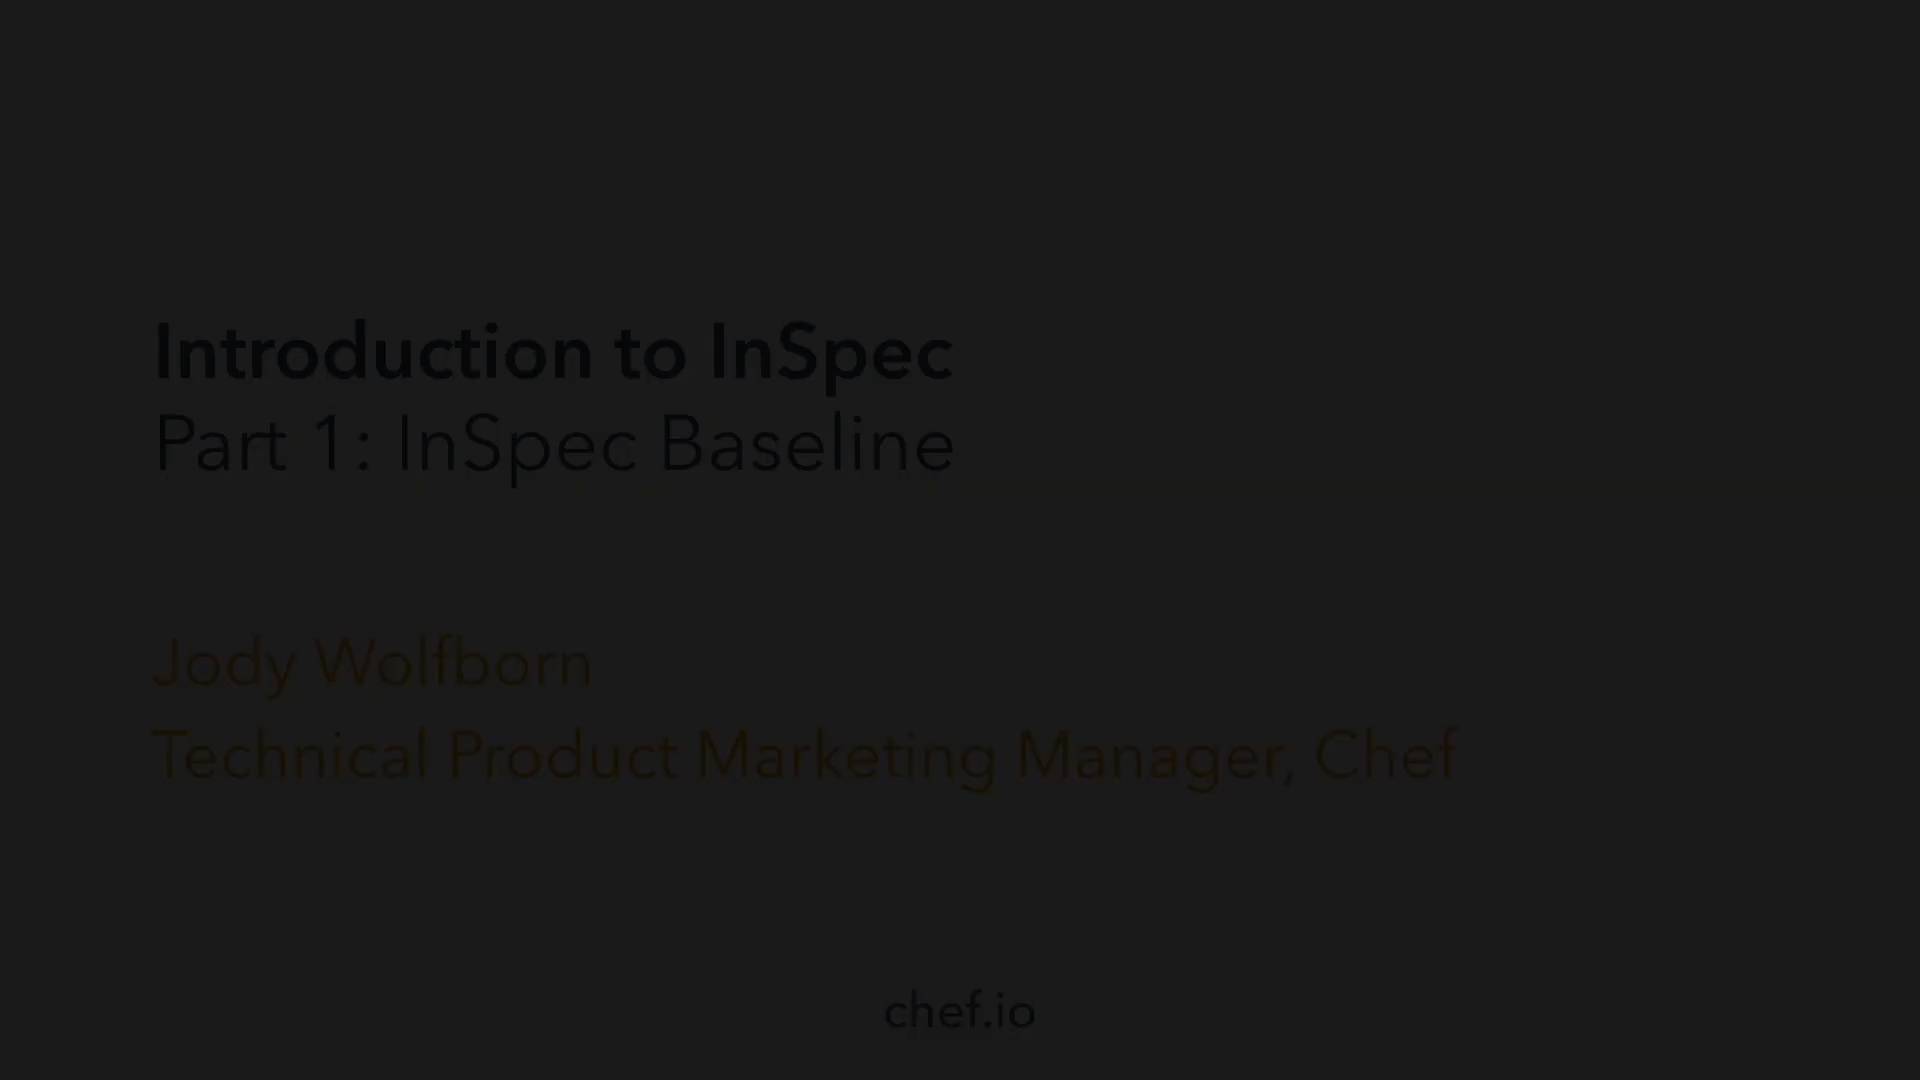 Introduction to InSpec
Part 1: InSpec Baseline
Jody Wolfborn
Technical Product Marketing Manager, Chef
chef.io